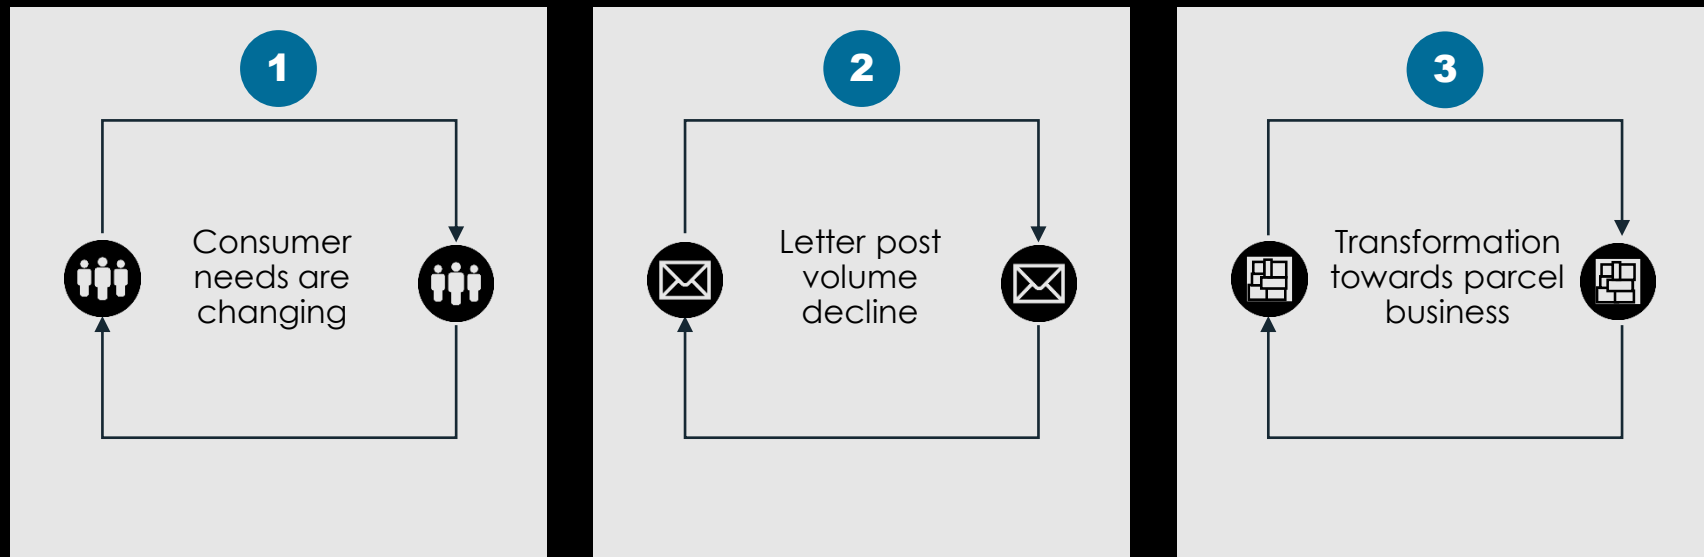 1
Consumer
needs are
changing
2
Letter post
volume
decline
3
Transformation
towards parcel
business